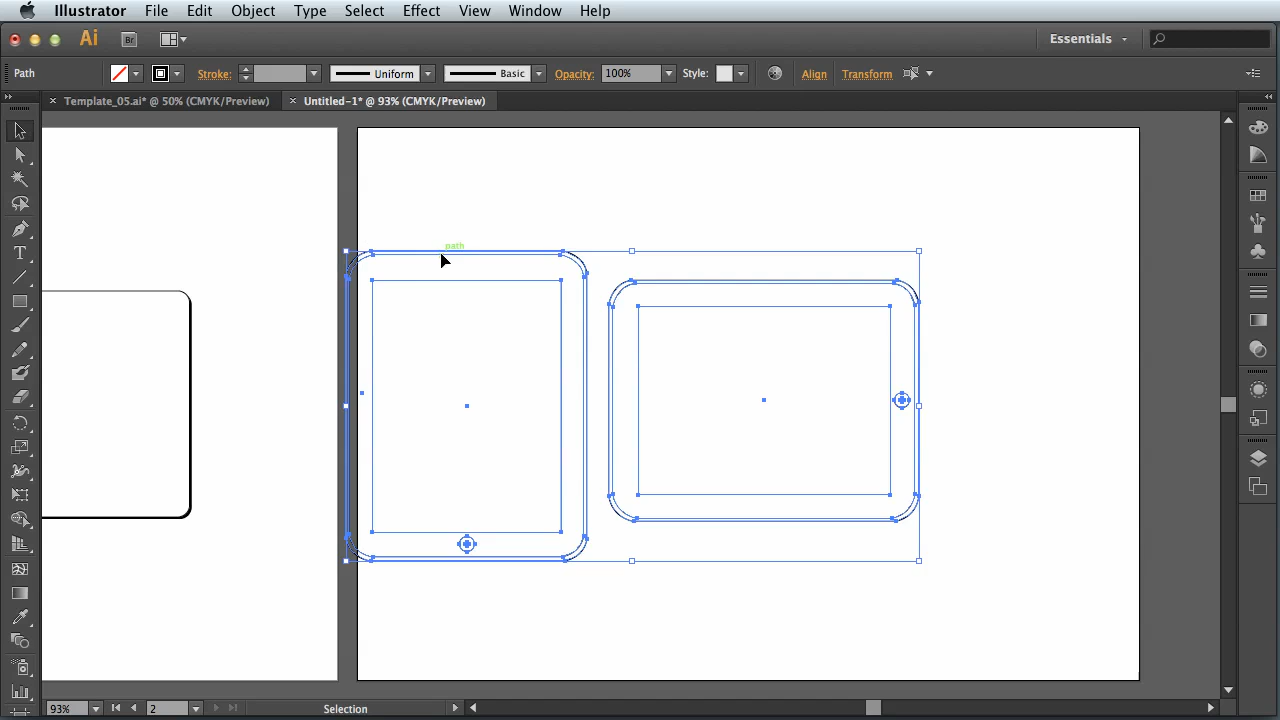 Illustrator File Edit Object Type Select Effect View Window Help
Ai Br Essentials
Path Stroke: Uniform Basic Opacity: 100% Style: Align Transform
Template_05.ai* @ 50% (CMYK/Preview) Untitled-1* @ 93% (CMYK/Preview)
path
93% 2 Selection